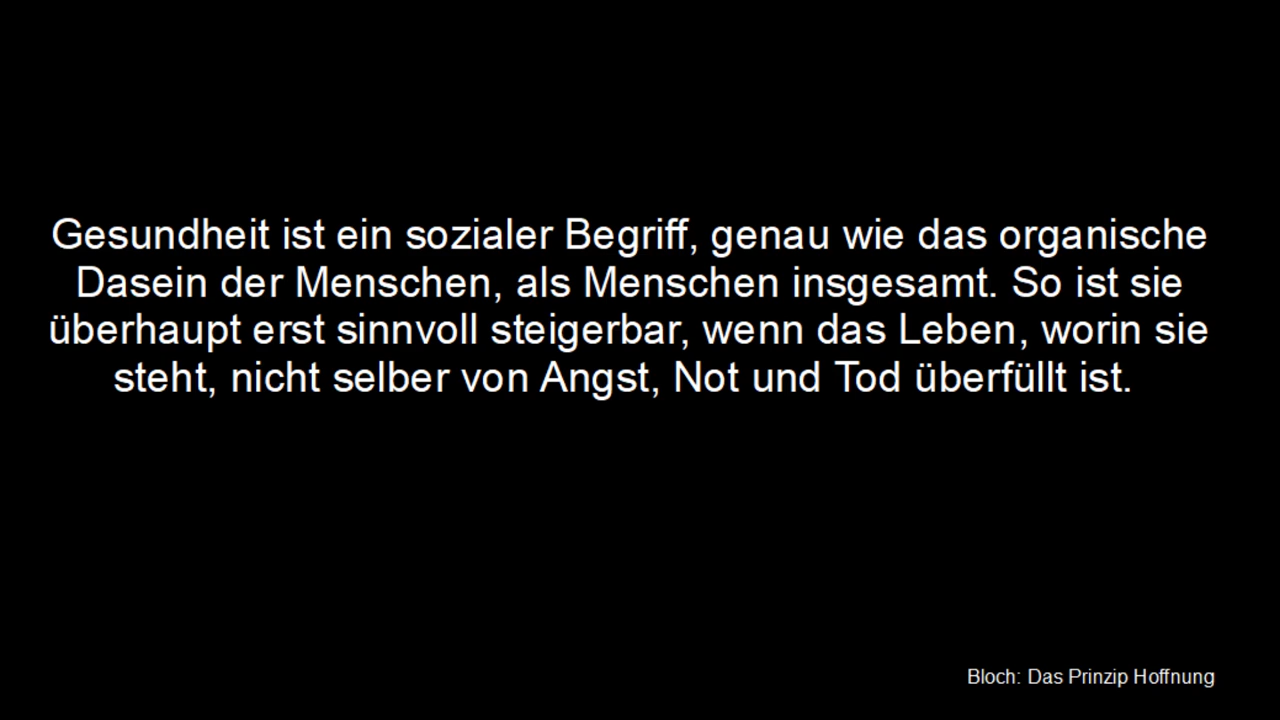 Gesundheit ist ein sozialer Begriff, genau wie das organische
Dasein der Menschen, als Menschen insgesamt. So ist sie
überhaupt erst sinnvoll steigerbar, wenn das Leben, worin sie
steht, nicht selber von Angst, Not und Tod überfüllt ist.
Bloch: Das Prinzip Hoffnung